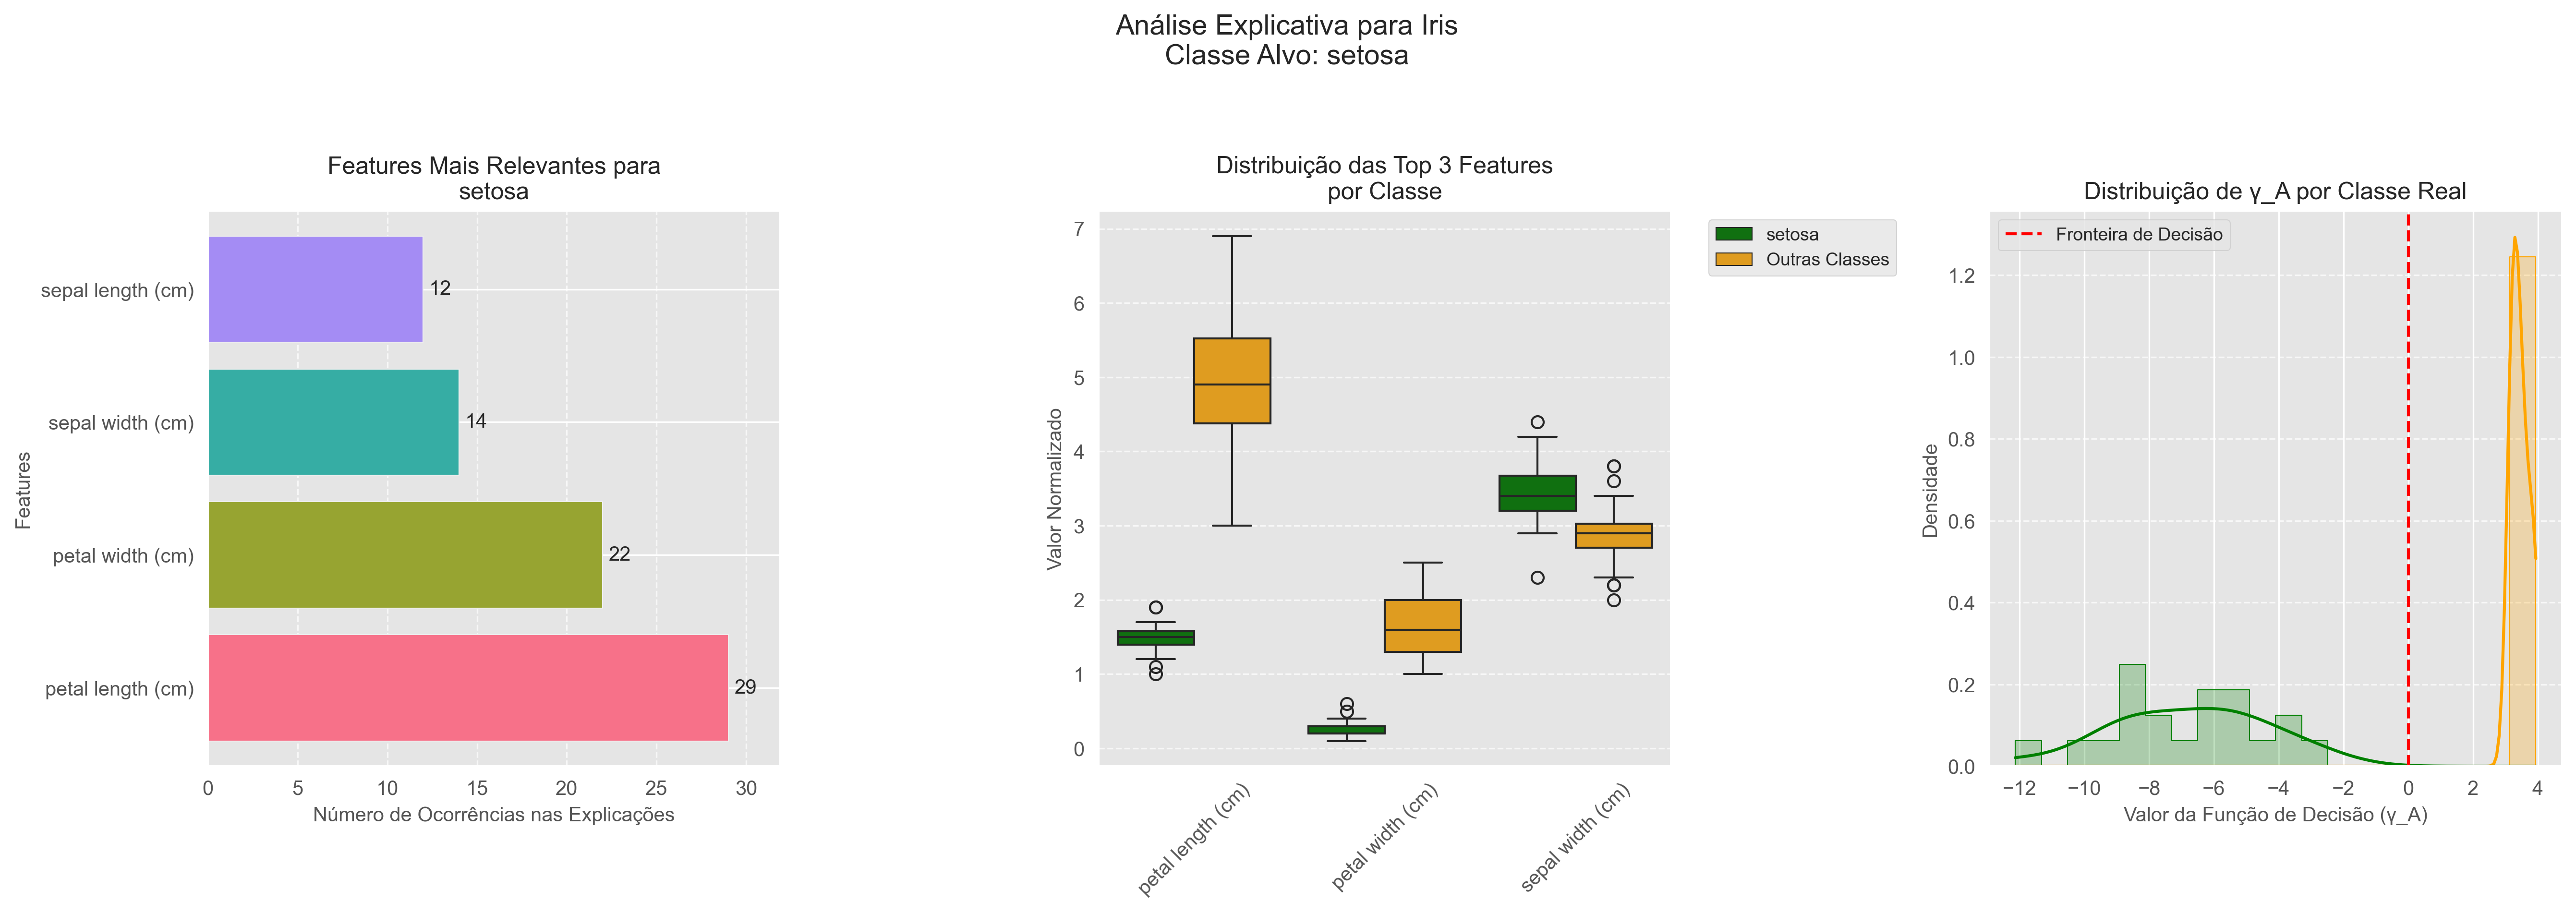 Análise Explicativa para Iris
Classe Alvo: setosa
Features Mais Relevantes para
setosa
Features
sepal length (cm)
sepal width (cm)
petal width (cm)
petal length (cm)
12
14
22
29
0 5 10 15 20 25 30
Número de Ocorrências nas Explicações
Distribuição das Top 3 Features
por Classe
Valor Normalizado
7
6
5
4
3
2
1
0
petal length (cm)
petal width (cm)
sepal width (cm)
setosa
Outras Classes
Distribuição de γ_A por Classe Real
Fronteira de Decisão
Densidade
1.2
1.0
0.8
0.6
0.4
0.2
0.0
−12 −10 −8 −6 −4 −2 0 2 4
Valor da Função de Decisão (γ_A)